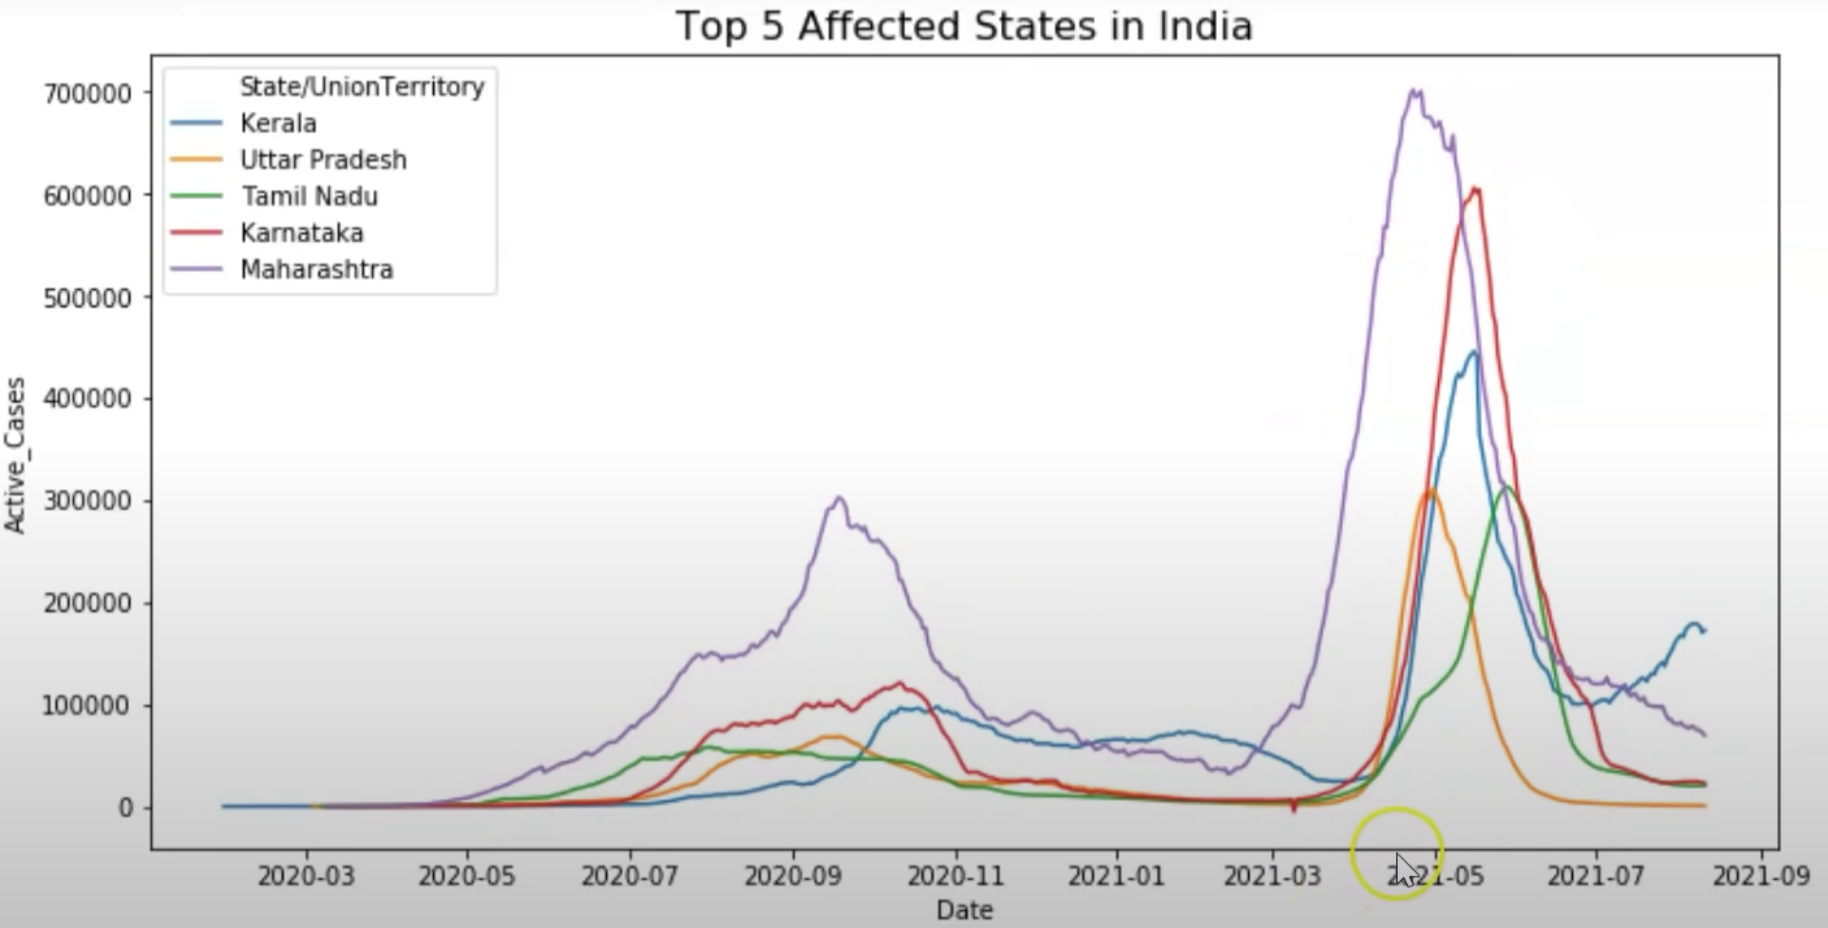 Top 5 Affected States in India
State/UnionTerritory
Kerala
Uttar Pradesh
Tamil Nadu
Karnataka
Maharashtra
700000
600000
500000
400000
300000
200000
100000
0
Active_Cases
2020-03 2020-05 2020-07 2020-09 2020-11 2021-01 2021-03 2021-05 2021-07 2021-09
Date